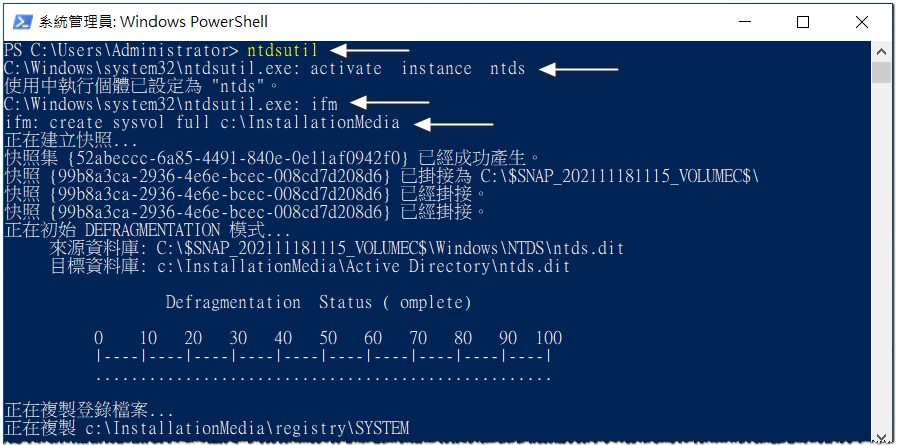 系統管理員: Windows PowerShell
PS C:\Users\Administrator> ntdsutil
C:\Windows\system32\ntdsutil.exe: activate instance ntds
使用中執行個體已設定為 "ntds"。
C:\Windows\system32\ntdsutil.exe: ifm
ifm: create sysvol full c:\InstallationMedia
正在建立快照...
快照集 {52abeccc-6a85-4491-840e-0e11af0942f0} 已經成功產生。
快照 {99b8a3ca-2936-4e6e-bcec-008cd7d208d6} 已掛接為 C:\$SNAP_202111181115_VOLUMEC$\
快照 {99b8a3ca-2936-4e6e-bcec-008cd7d208d6} 已經掛接。
快照 {99b8a3ca-2936-4e6e-bcec-008cd7d208d6} 已經掛接。
正在初始 DEFRAGMENTATION 模式...
來源資料庫: C:\$SNAP_202111181115_VOLUMEC$\Windows\NTDS\ntds.dit
目標資料庫: c:\InstallationMedia\Active Directory\ntds.dit
Defragmentation Status ( omplete)
0 10 20 30 40 50 60 70 80 90 100
|----|----|----|----|----|----|----|----|----|----|
...................................................
正在複製登錄檔案...
正在複製 c:\InstallationMedia\registry\SYSTEM